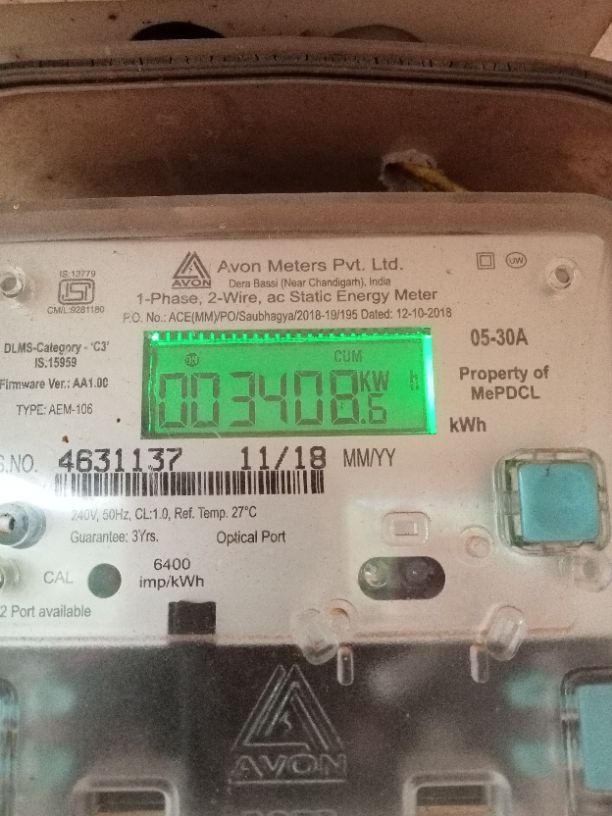 IS:13779
ISI
CM/L:9281180
AVON
Avon Meters Pvt. Ltd.
Dera Bassi (Near Chandigarh), India
UW
1-Phase, 2-Wire, ac Static Energy Meter
P.O. No.: ACE(MM)/PO/Saubhagya/2018-19/195 Dated: 12-10-2018
DLMS-Category - 'C3'
IS:15959
Firmware Ver.: AA1.00
TYPE: AEM-106
CUM
003408.6 KW h
05-30A
Property of
MePDCL
kWh
S.NO. 4631137 11/18 MM/YY
240V, 50Hz, CL:1.0, Ref. Temp. 27°C
Guarantee: 3Yrs. Optical Port
CAL
6400
imp/kWh
2 Port available
AVON